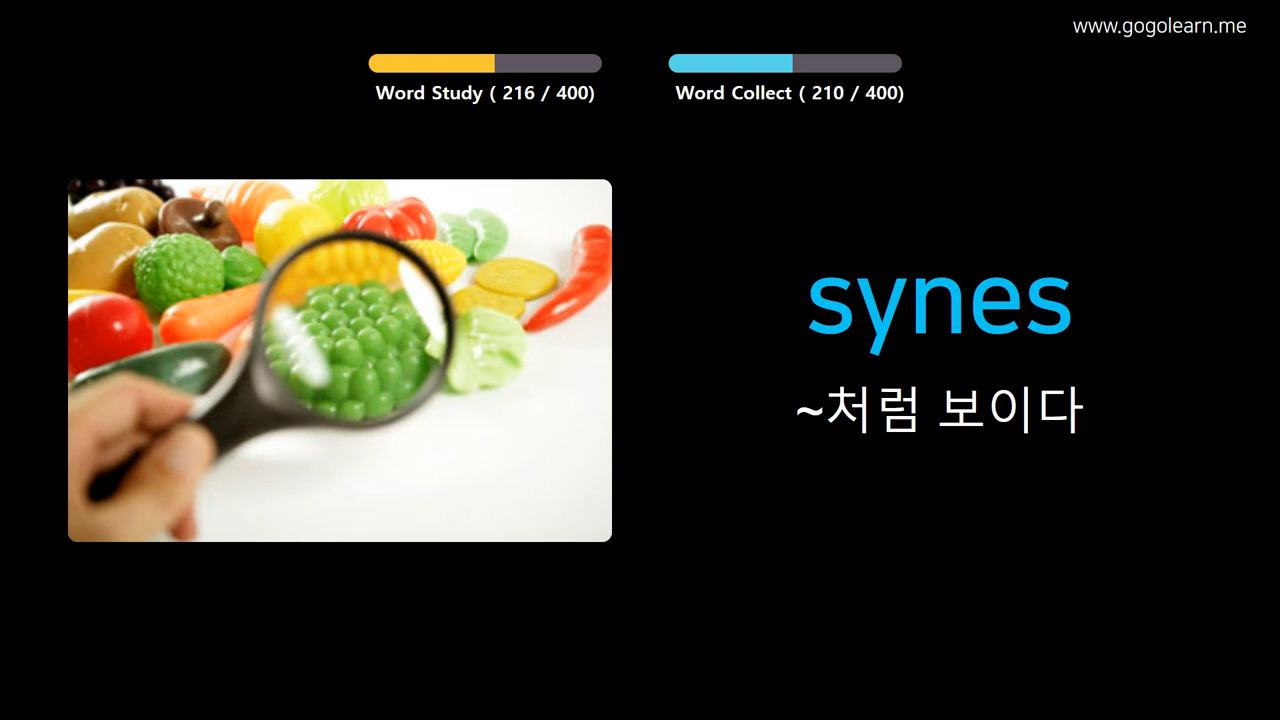 www.gogolearn.me
Word Study ( 216 / 400)
Word Collect ( 210 / 400)
synes
~처럼 보이다